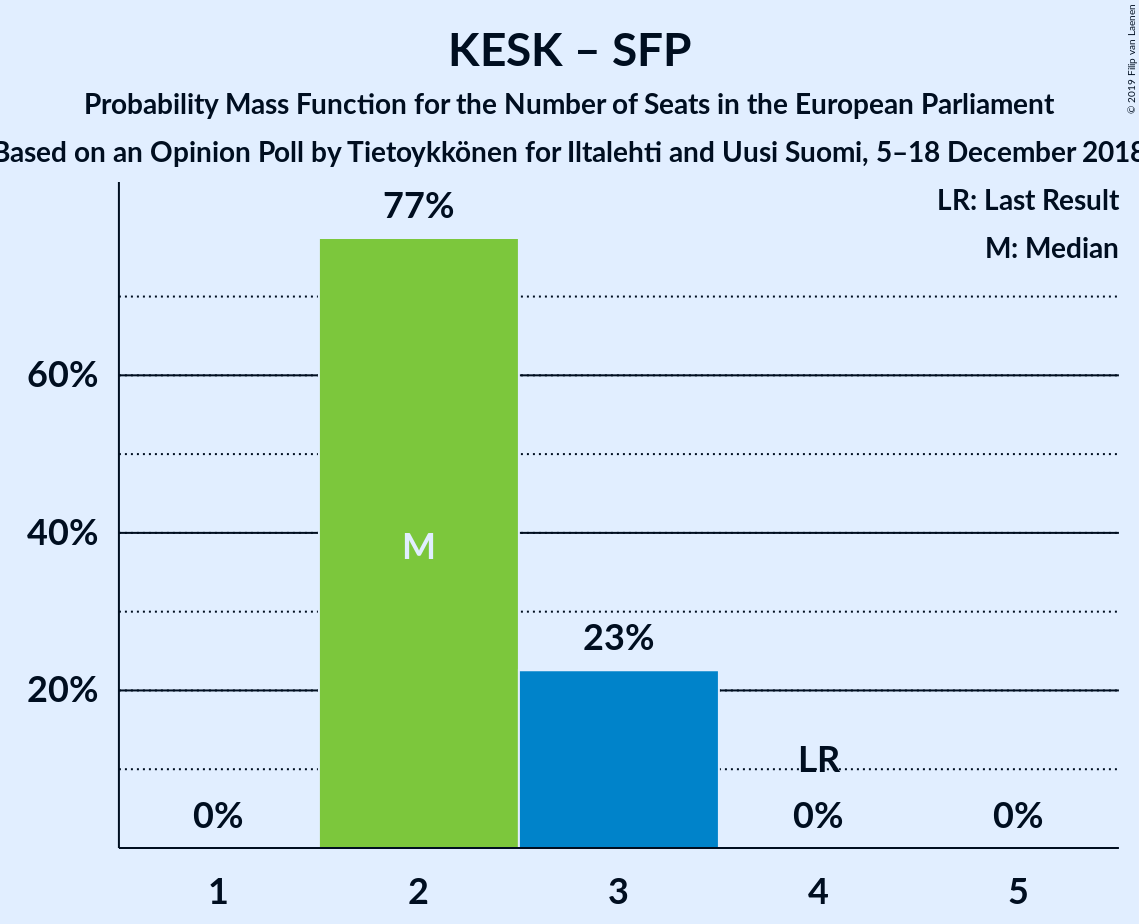 KESK – SFP
Probability Mass Function for the Number of Seats in the European Parliament
Based on an Opinion Poll by Tietoykkönen for Iltalehti and Uusi Suomi, 5–18 December 2018
© 2019 Filip van Laenen
LR: Last Result
M: Median
77%
60%
M
40%
23%
20%
LR
0%
0%
0%
1
2
3
4
5